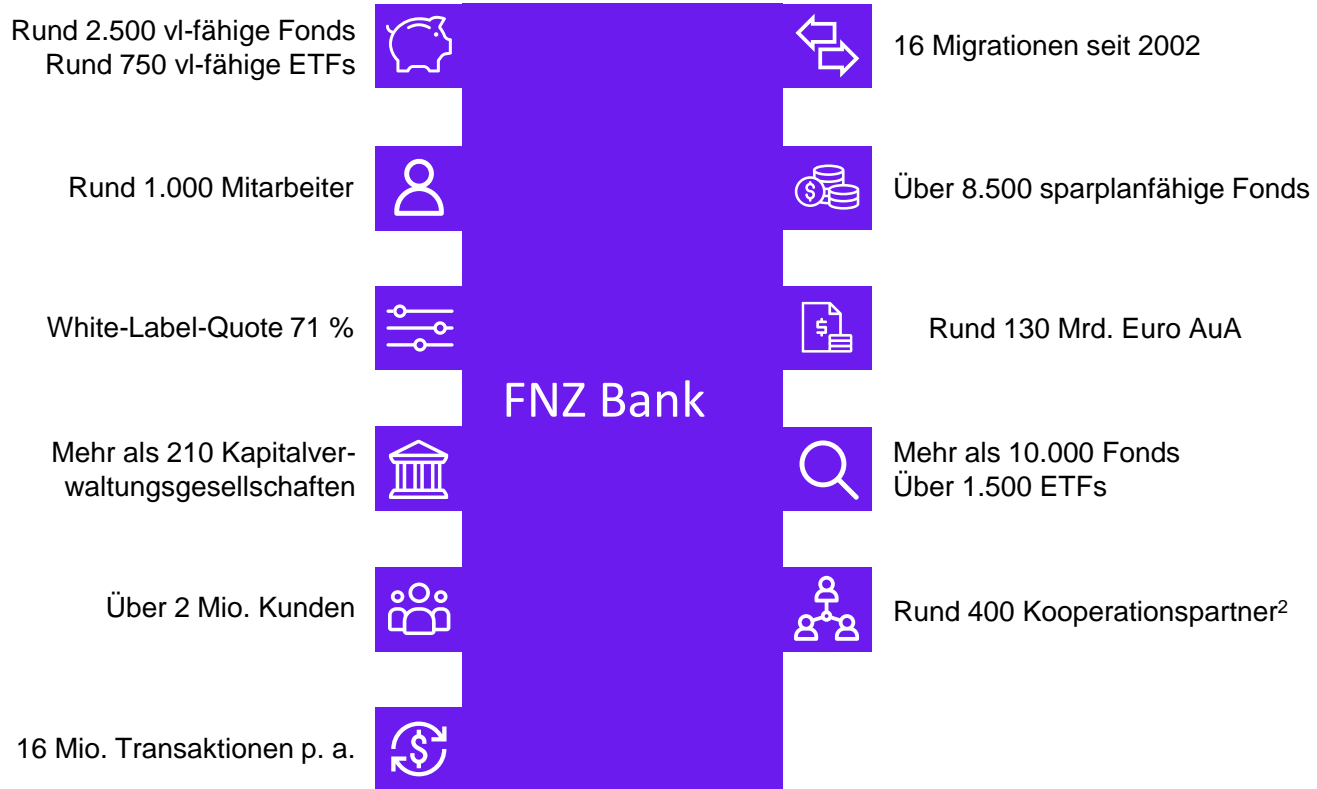 Rund 2.500 vl-fähige Fonds
Rund 750 vl-fähige ETFs
16 Migrationen seit 2002
Rund 1.000 Mitarbeiter
Über 8.500 sparplanfähige Fonds
White-Label-Quote 71 %
Rund 130 Mrd. Euro AuA
FNZ Bank
Mehr als 210 Kapitalver-
waltungsgesellschaften
Mehr als 10.000 Fonds
Über 1.500 ETFs
Über 2 Mio. Kunden
Rund 400 Kooperationspartner²
16 Mio. Transaktionen p. a.